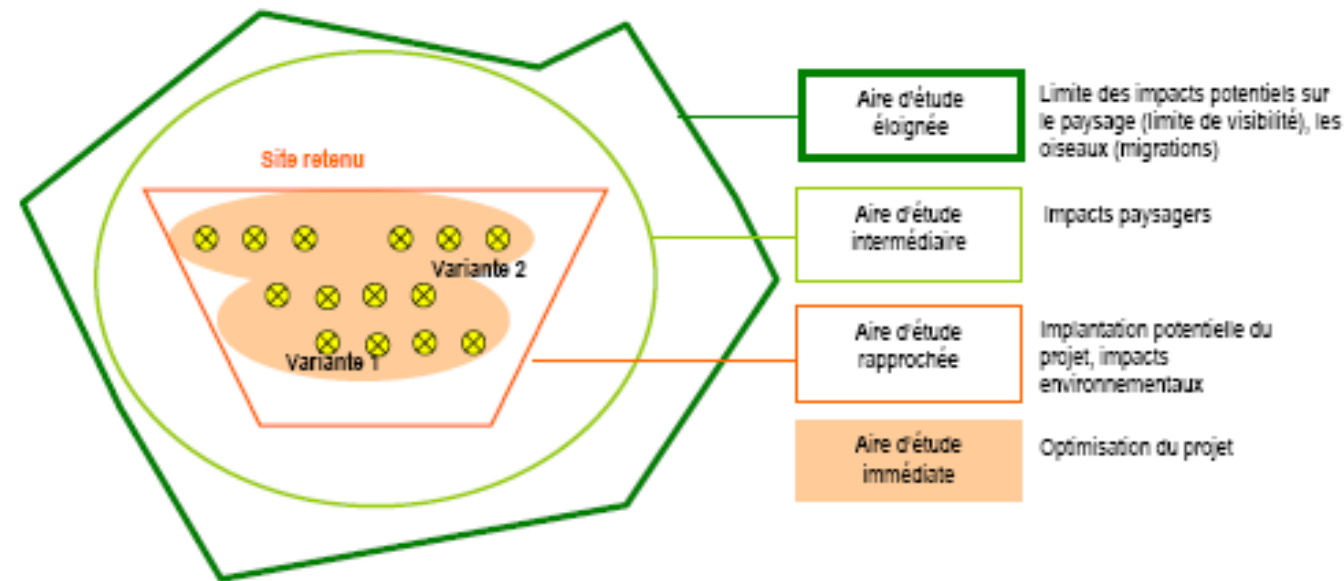 Site retenu
Variante 2
Variante 1
Aire d'étude
éloignée
Limite des impacts potentiels sur
le paysage (limite de visibilité), les
oiseaux (migrations)
Aire d'étude
intermédiaire
Impacts paysagers
Aire d'étude
rapprochée
Implantation potentielle du
projet, impacts
environnementaux
Aire d'étude
immédiate
Optimisation du projet